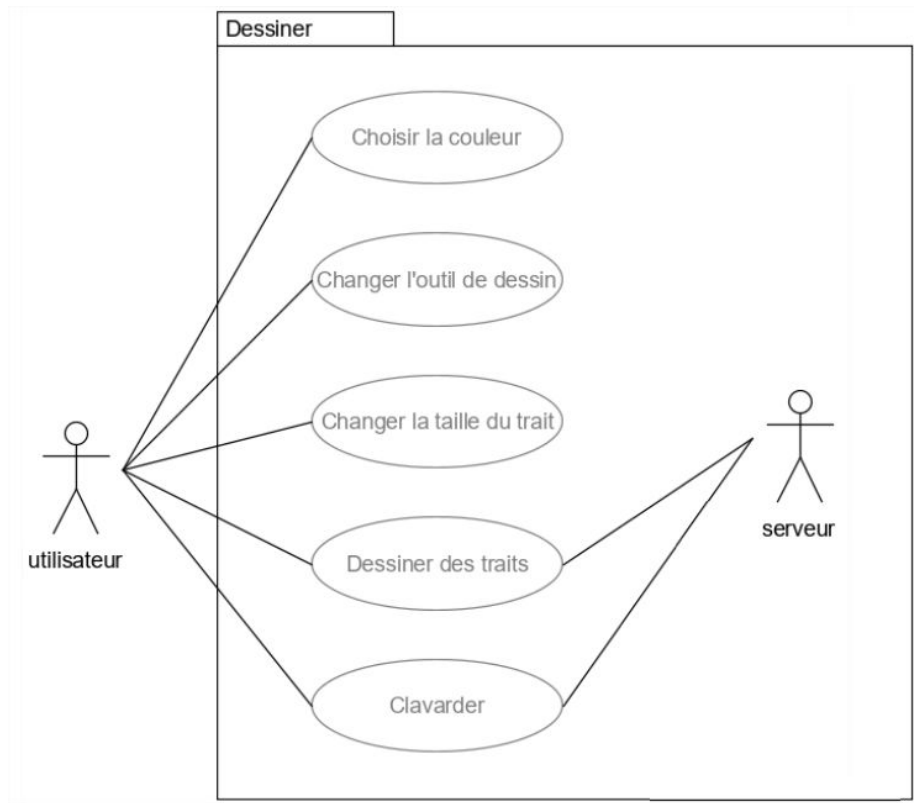 Dessiner
Choisir la couleur
Changer l'outil de dessin
Changer la taille du trait
serveur
utilisateur
Dessiner des traits
Clavarder